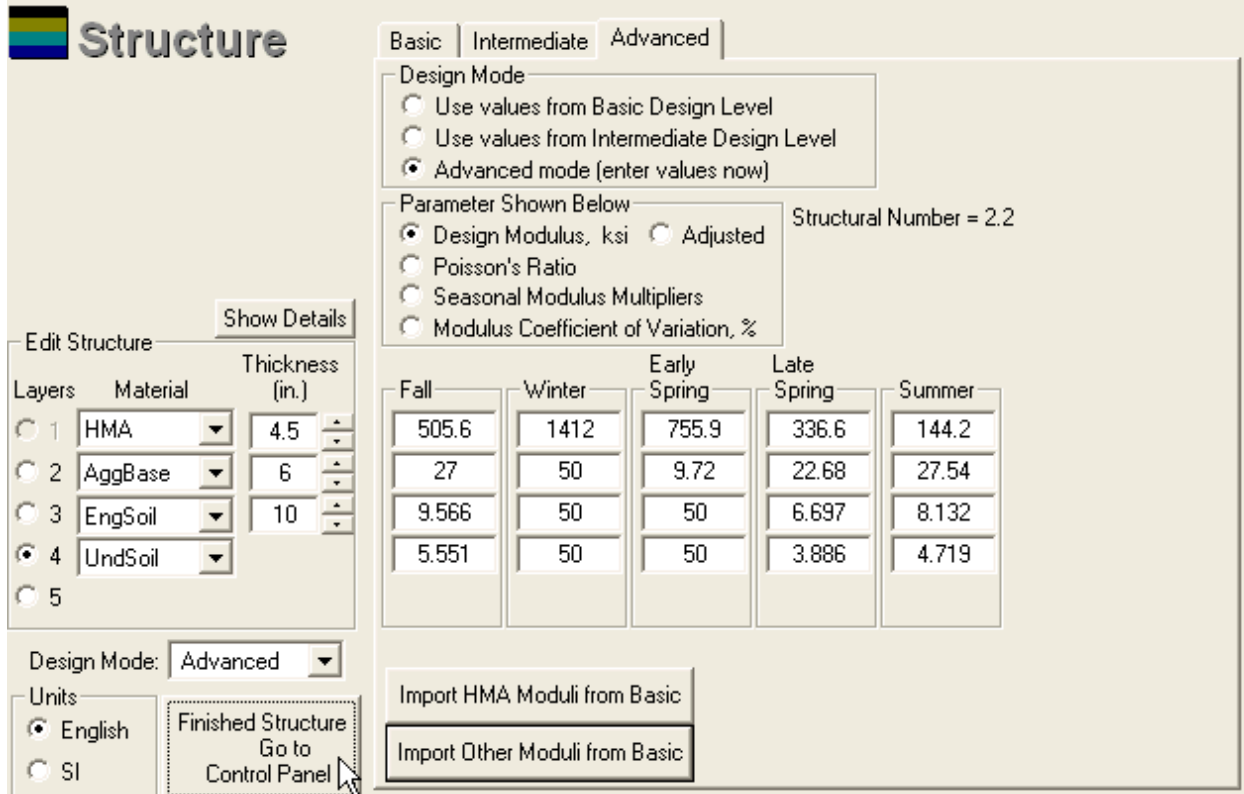 Structure
Basic Intermediate Advanced
Design Mode
Use values from Basic Design Level
Use values from Intermediate Design Level
Advanced mode (enter values now)
Parameter Shown Below
Design Modulus, ksi Adjusted
Structural Number = 2.2
Poisson's Ratio
Seasonal Modulus Multipliers
Modulus Coefficient of Variation, %
Show Details
Edit Structure
Layers Material Thickness
(in.)
1 HMA 4.5
2 AggBase 6
3 EngSoil 10
4 UndSoil
5
Fall Winter Early
Spring Late
Spring Summer
505.6 1412 755.9 336.6 144.2
27 50 9.72 22.68 27.54
9.566 50 50 6.697 8.132
5.551 50 50 3.886 4.719
Design Mode: Advanced
Units
English
SI
Finished Structure
Go to
Control Panel
Import HMA Moduli from Basic
Import Other Moduli from Basic